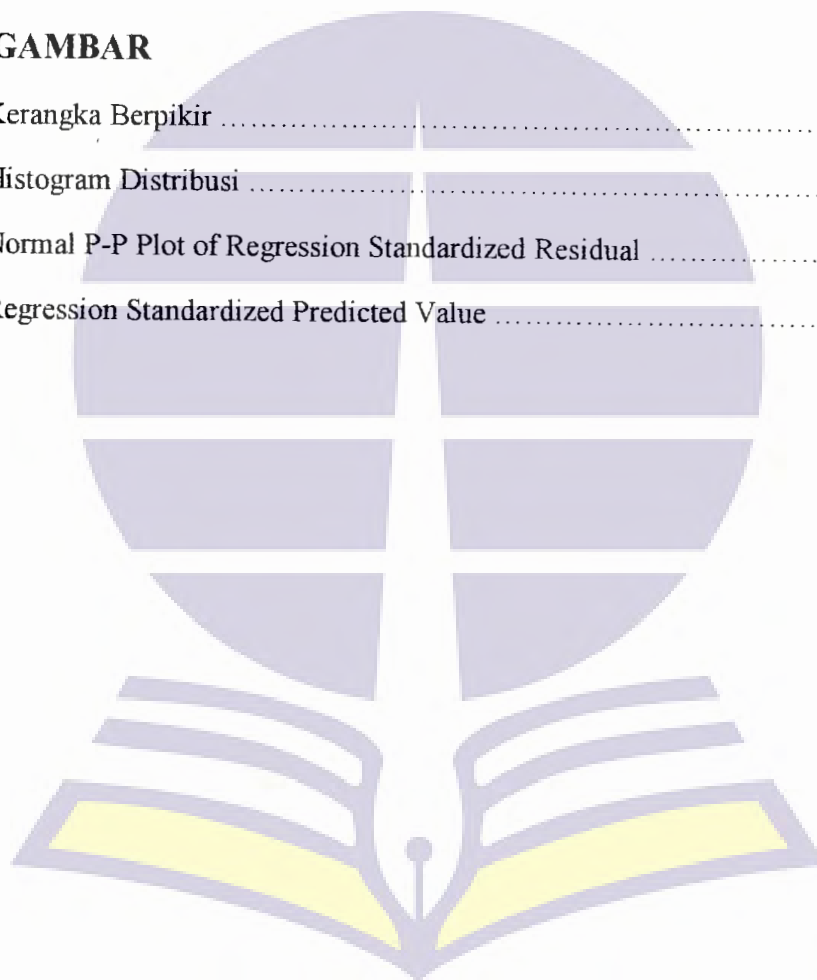 GAMBAR
Kerangka Berpikir ........................................................................
Histogram Distribusi ....................................................................
Normal P-P Plot of Regression Standardized Residual ....................
Regression Standardized Predicted Value ........................................